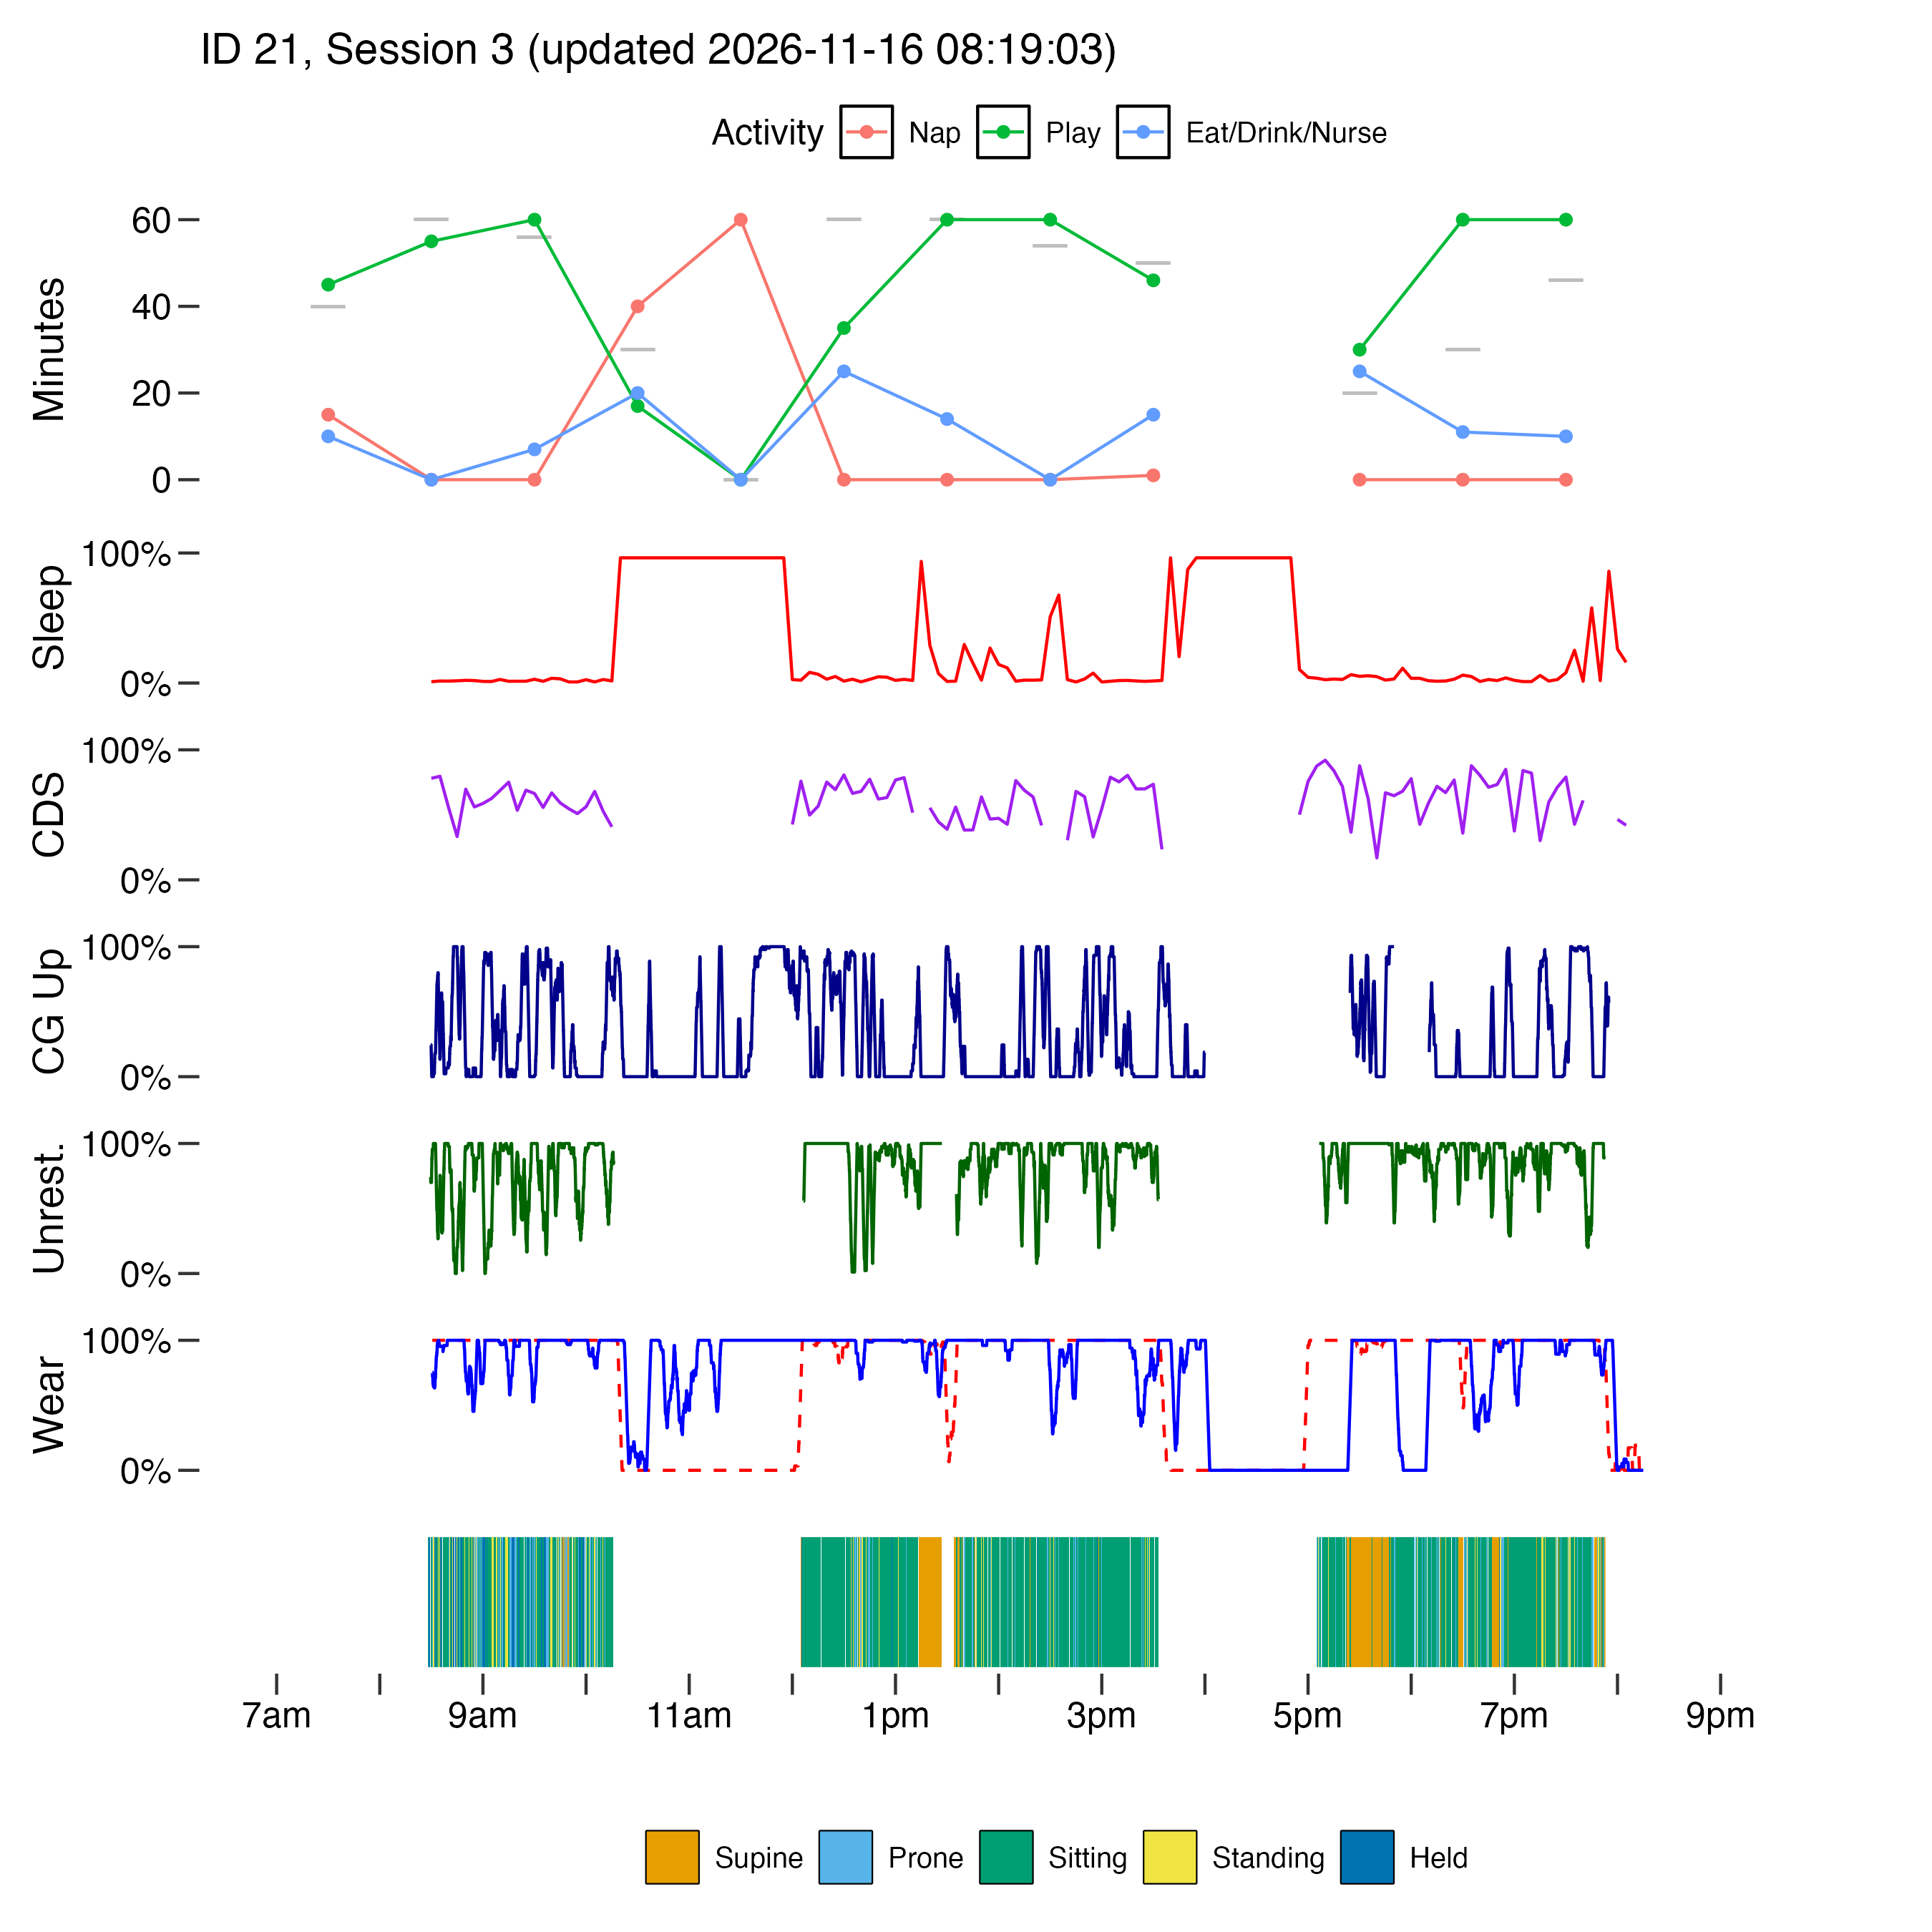 ID 21, Session 3 (updated 2026-11-16 08:19:03)
Activity Nap Play Eat/Drink/Nurse
Minutes
60
40
20
0
Sleep
100%
0%
CDS
100%
0%
CG Up
100%
0%
Unrest.
100%
0%
Wear
100%
0%
7am 9am 11am 1pm 3pm 5pm 7pm 9pm
Supine Prone Sitting Standing Held